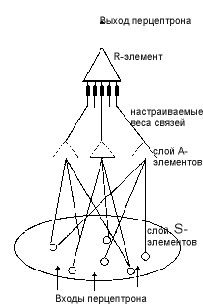 Выход перцептрона
R-элемент
настраиваемые
веса связей
слой А-
элементов
слой S-
элементов
Входы перцептрона